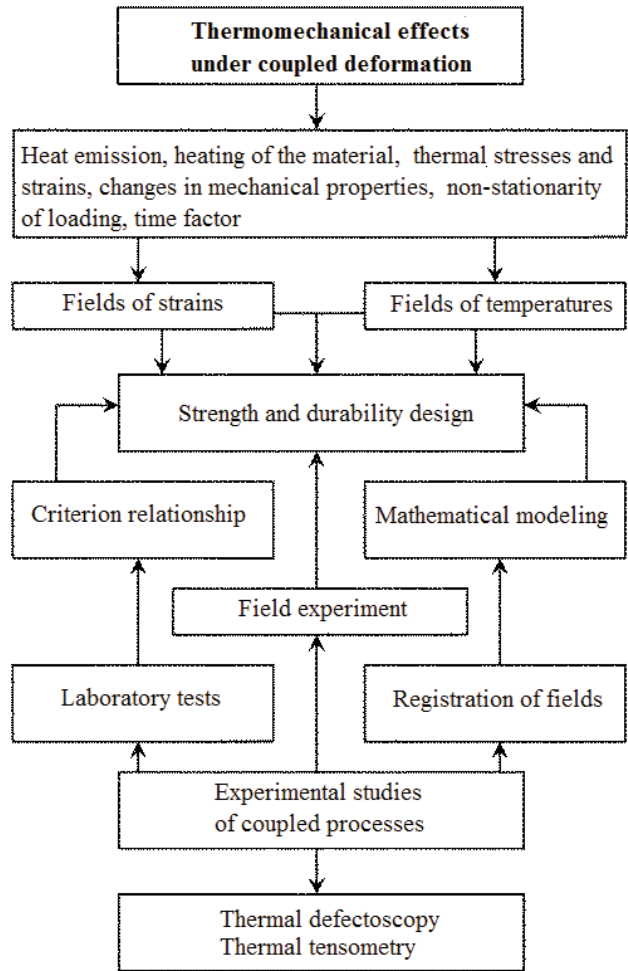 Thermomechanical effects
under coupled deformation
Heat emission, heating of the material, thermal stresses and
strains, changes in mechanical properties, non-stationarity
of loading, time factor
Fields of strains
Fields of temperatures
Strength and durability design
Criterion relationship
Mathematical modeling
Field experiment
Laboratory tests
Registration of fields
Experimental studies
of coupled processes
Thermal defectoscopy
Thermal tensometry